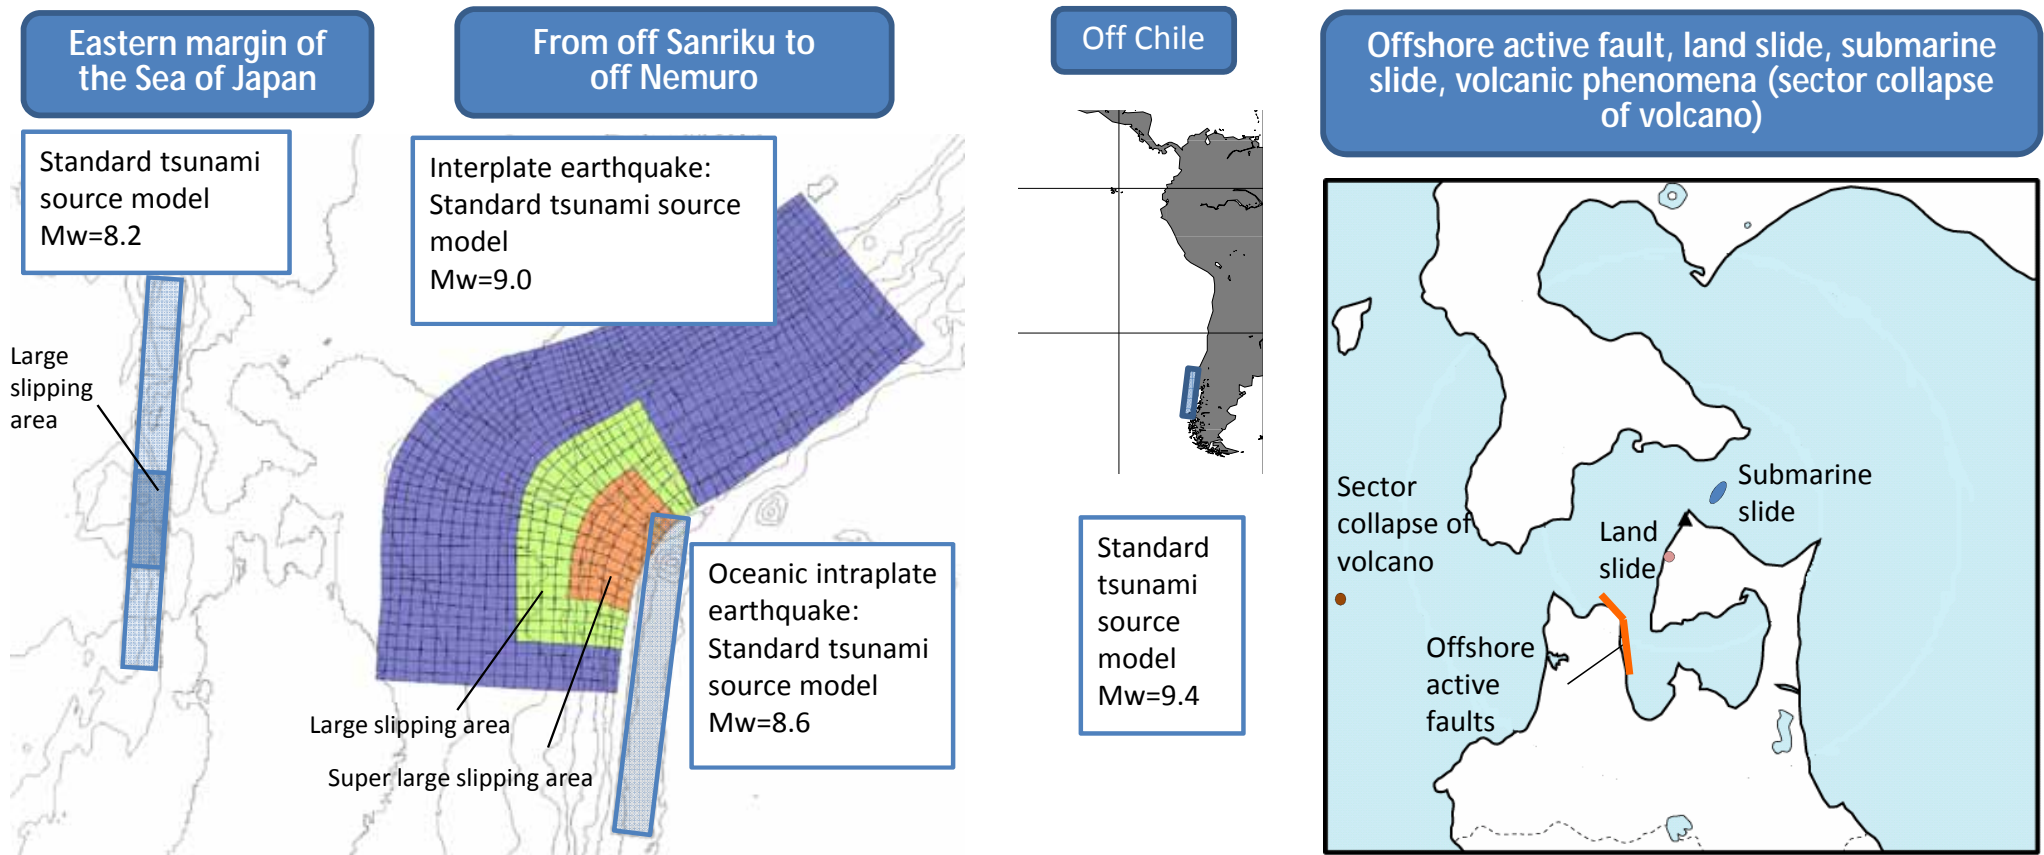 Eastern margin of
the Sea of Japan
From off Sanriku to
off Nemuro
Off Chile
Offshore active fault, land slide, submarine
slide, volcanic phenomena (sector collapse
of volcano)
Standard tsunami
source model
Mw=8.2
Large
slipping
area
Interplate earthquake:
Standard tsunami source
model
Mw=9.0
Oceanic intraplate
earthquake:
Standard tsunami
source model
Mw=8.6
Large slipping area
Super large slipping area
Standard
tsunami
source
model
Mw=9.4
Sector
collapse of
volcano
Submarine
slide
Land
slide
Offshore
active
faults